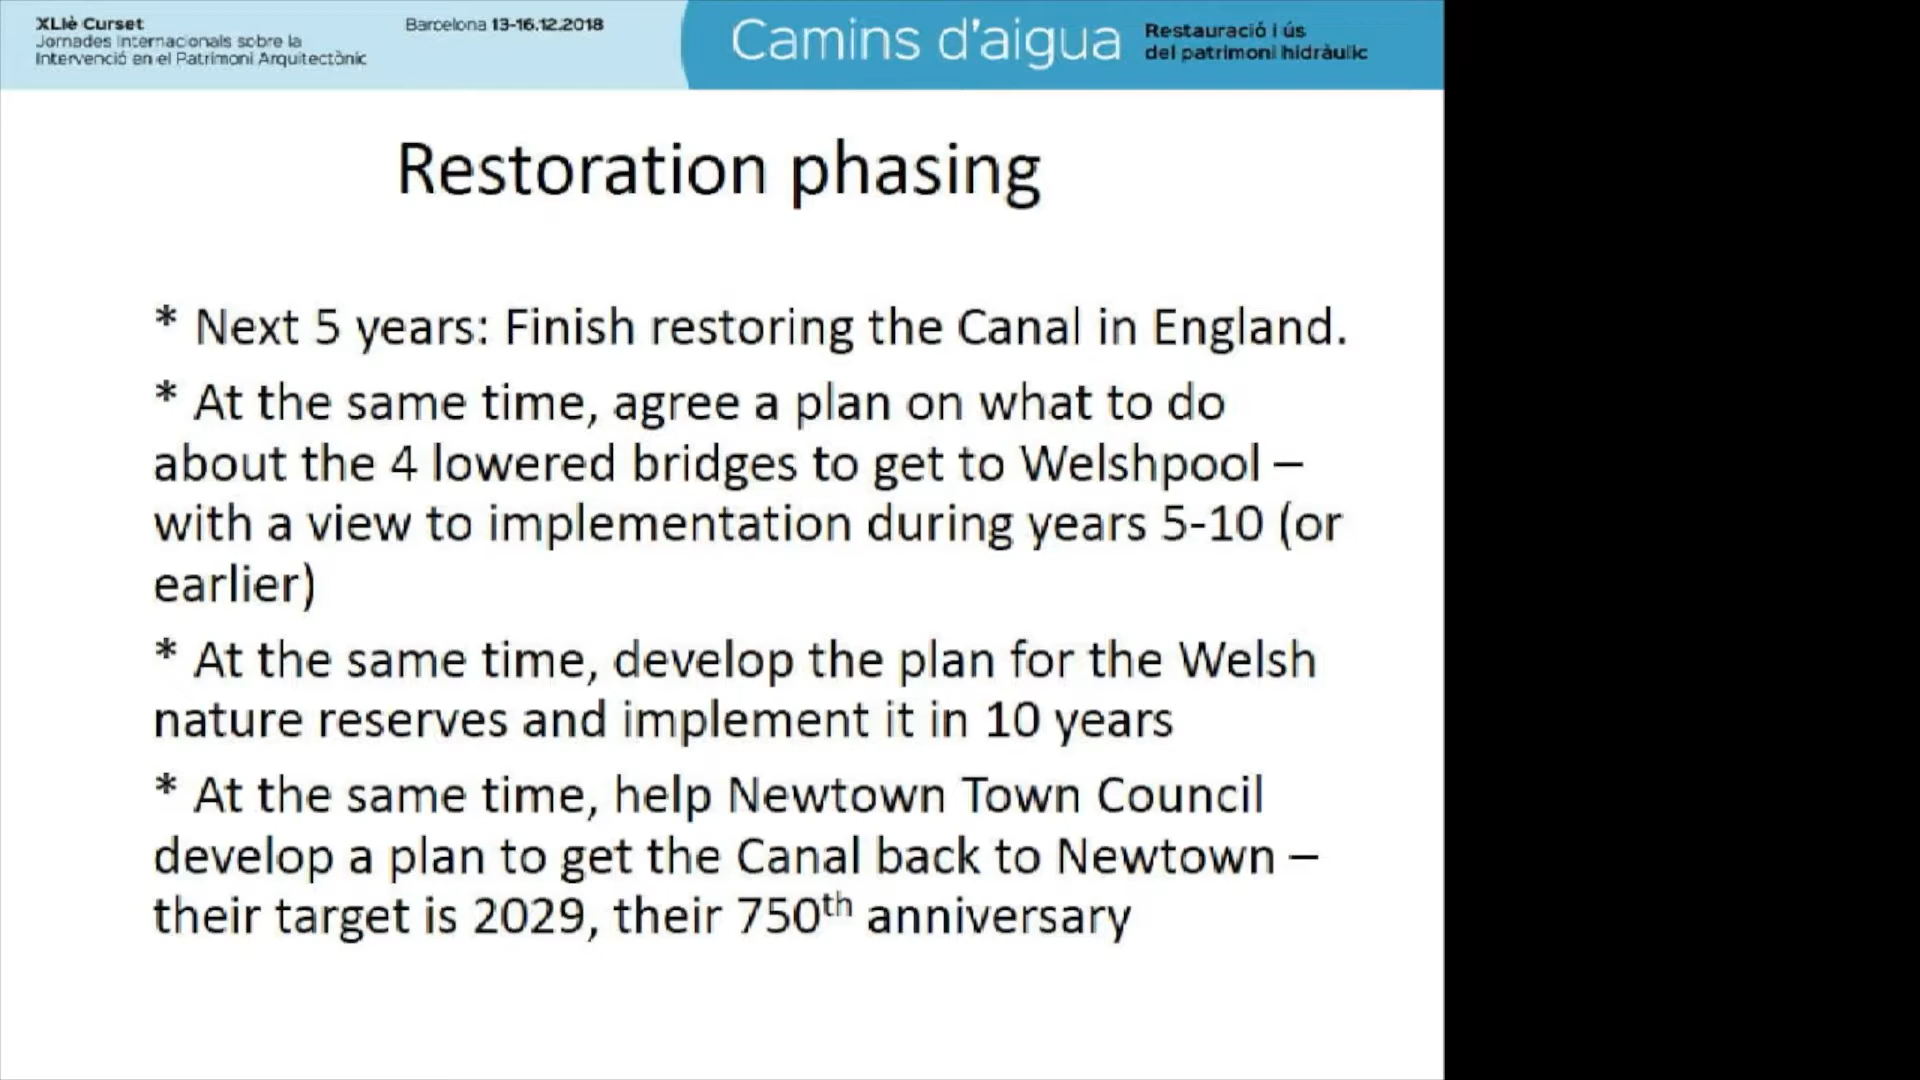 XLIè Curset
Jornades Internacionals sobre la
Intervenció en el Patrimoni Arquitectònic
Barcelona 13-16.12.2018
Camins d'aigua
Restauració i ús
del patrimoni hidràulic
Restoration phasing
* Next 5 years: Finish restoring the Canal in England.
* At the same time, agree a plan on what to do
about the 4 lowered bridges to get to Welshpool –
with a view to implementation during years 5-10 (or
earlier)
* At the same time, develop the plan for the Welsh
nature reserves and implement it in 10 years
* At the same time, help Newtown Town Council
develop a plan to get the Canal back to Newtown –
their target is 2029, their 750th anniversary